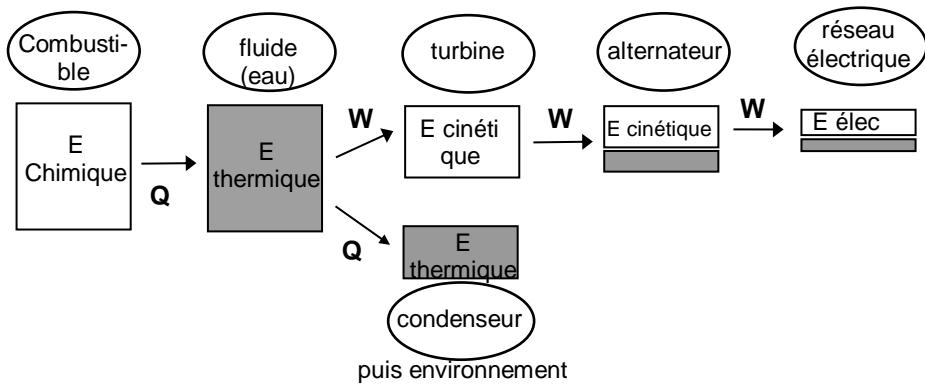 Combusti-
ble
fluide
(eau)
turbine
alternateur
réseau
électrique
E
Chimique
Q
E
thermique
W
E cinéti
que
W
E cinétique
W
E élec
Q
E
thermique
condenseur
puis environnement